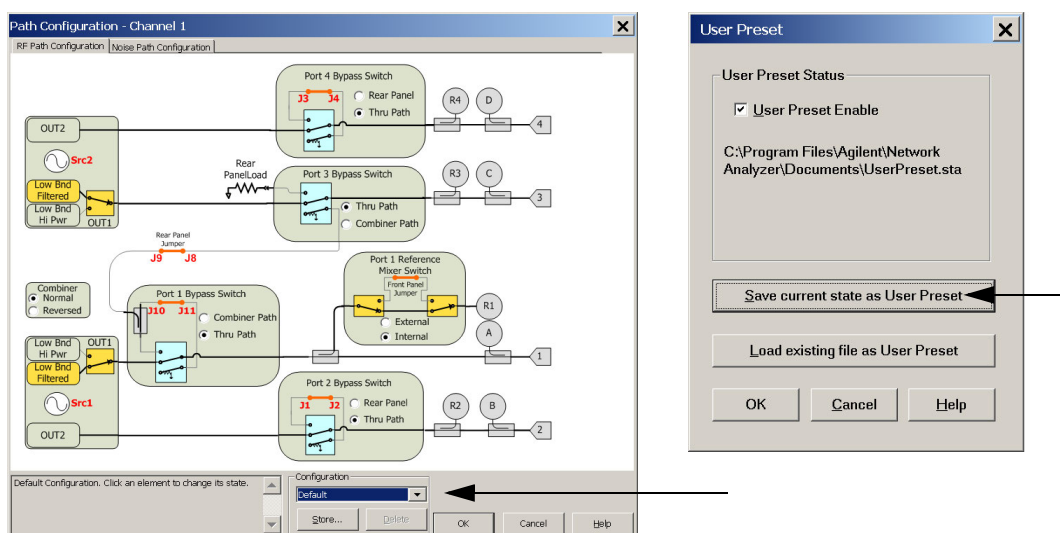 Path Configuration - Channel 1
RF Path Configuration
Noise Path Configuration
Port 4 Bypass Switch
J3 J4
Rear Panel
Thru Path
R4
D
4
OUT2
Src2
Low Bnd
Filtered
Low Bnd
Hi Pwr
OUT1
Rear
PanelLoad
Port 3 Bypass Switch
Thru Path
Combiner Path
R3
C
3
Rear Panel
Jumper
J9 J8
Port 1 Reference
Mixer Switch
Front Panel
Jumper
External
Internal
R1
A
1
Combiner
Normal
Reversed
Port 1 Bypass Switch
J10 J11
Combiner Path
Thru Path
Low Bnd
Hi Pwr
OUT1
Low Bnd
Filtered
Src1
OUT2
Port 2 Bypass Switch
J1 J2
Rear Panel
Thru Path
R2
B
2
Default Configuration. Click an element to change its state.
Configuration
Default
Store...
Delete
OK
Cancel
Help
User Preset
User Preset Status
User Preset Enable
C:\Program Files\Agilent\Network
Analyzer\Documents\UserPreset.sta
Save current state as User Preset
Load existing file as User Preset
OK
Cancel
Help